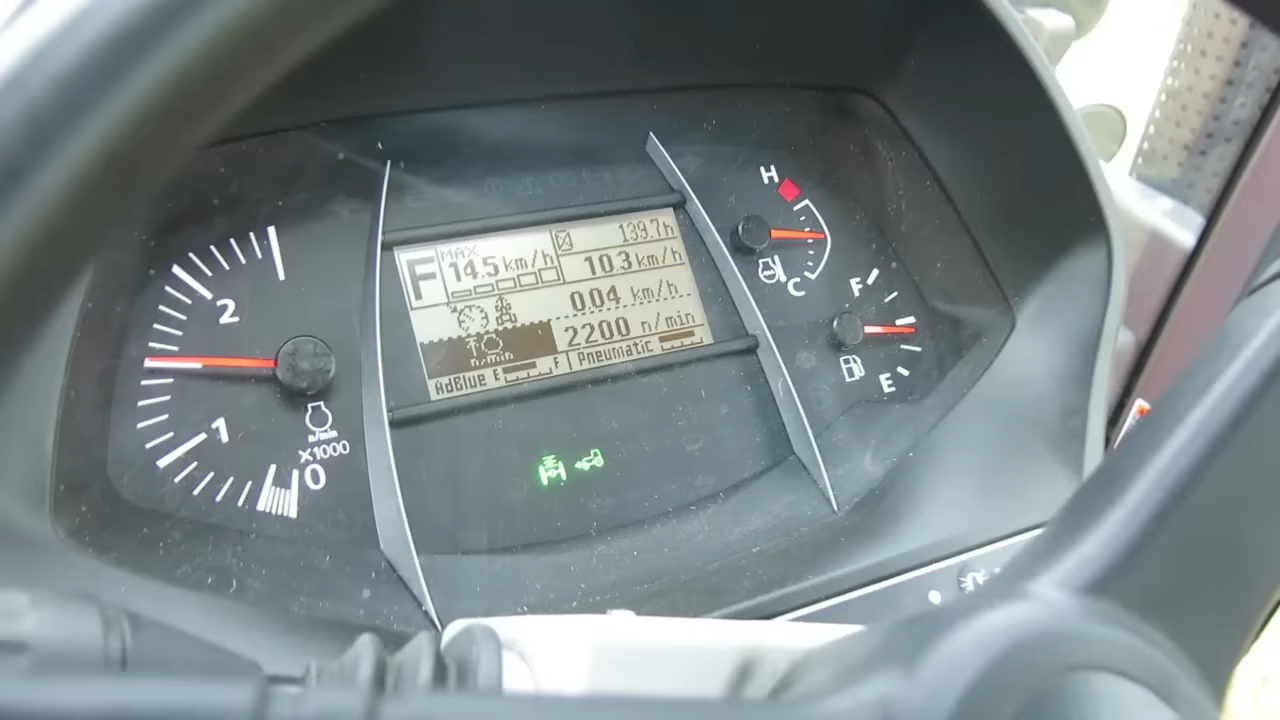 MAX
F
14.5 km/h
139.7h
10.3 km/h
0.04 km/h
n/min
2200 n/min
AdBlue E F
Pneumatic
2
1
0
n/min
X1000
H
C
F
E